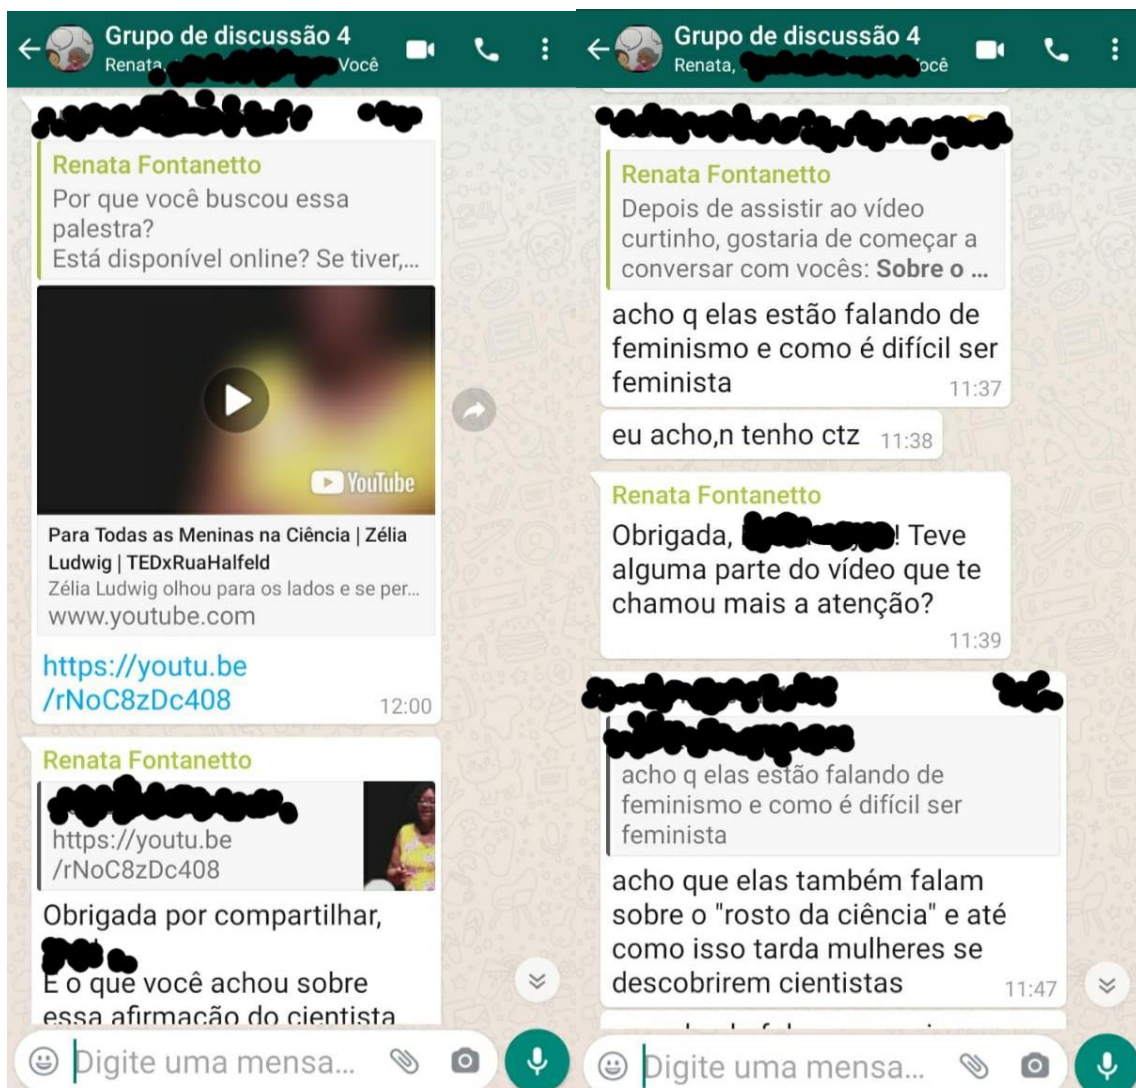 Grupo de discussão 4
Renata, Você
Renata Fontanetto
Por que você buscou essa
palestra?
Está disponível online? Se tiver,...
YouTube
Para Todas as Meninas na Ciência | Zélia
Ludwig | TEDxRuaHalfeld
Zélia Ludwig olhou para os lados e se per...
www.youtube.com
https://youtu.be
/rNoC8zDc408
12:00
Renata Fontanetto
https://youtu.be
/rNoC8zDc408
Obrigada por compartilhar,
E o que você achou sobre
essa afirmação do cientista
Digite uma mensa...
Grupo de discussão 4
Renata, ocê
Renata Fontanetto
Depois de assistir ao vídeo
curtinho, gostaria de começar a
conversar com vocês: Sobre o ...
acho q elas estão falando de
feminismo e como é difícil ser
feminista
11:37
eu acho,n tenho ctz 11:38
Renata Fontanetto
Obrigada, ! Teve
alguma parte do vídeo que te
chamou mais a atenção?
11:39
acho q elas estão falando de
feminismo e como é difícil ser
feminista
acho que elas também falam
sobre o "rosto da ciência" e até
como isso tarda mulheres se
descobrirem cientistas
11:47
Digite uma mensa...